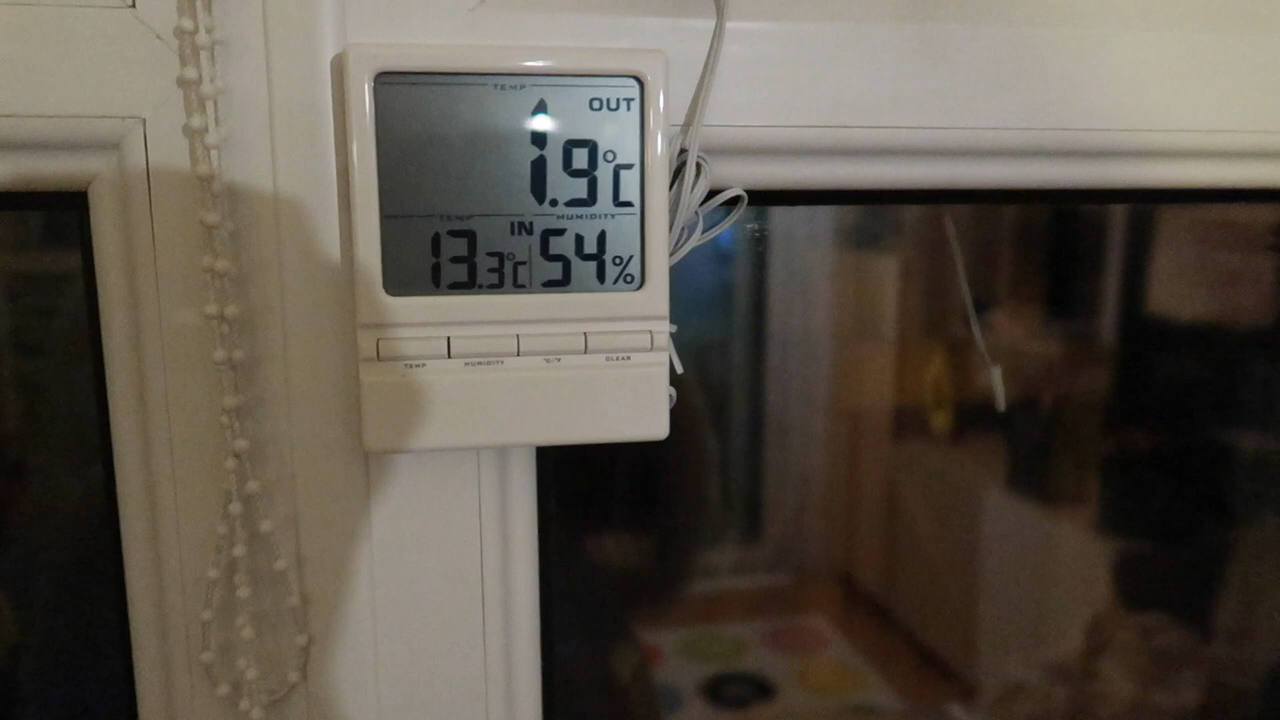 TEMP
OUT
1.9°C
TEMP HUMIDITY
IN
13.3°C 54%
TEMP HUMIDITY °C/°F CLEAR